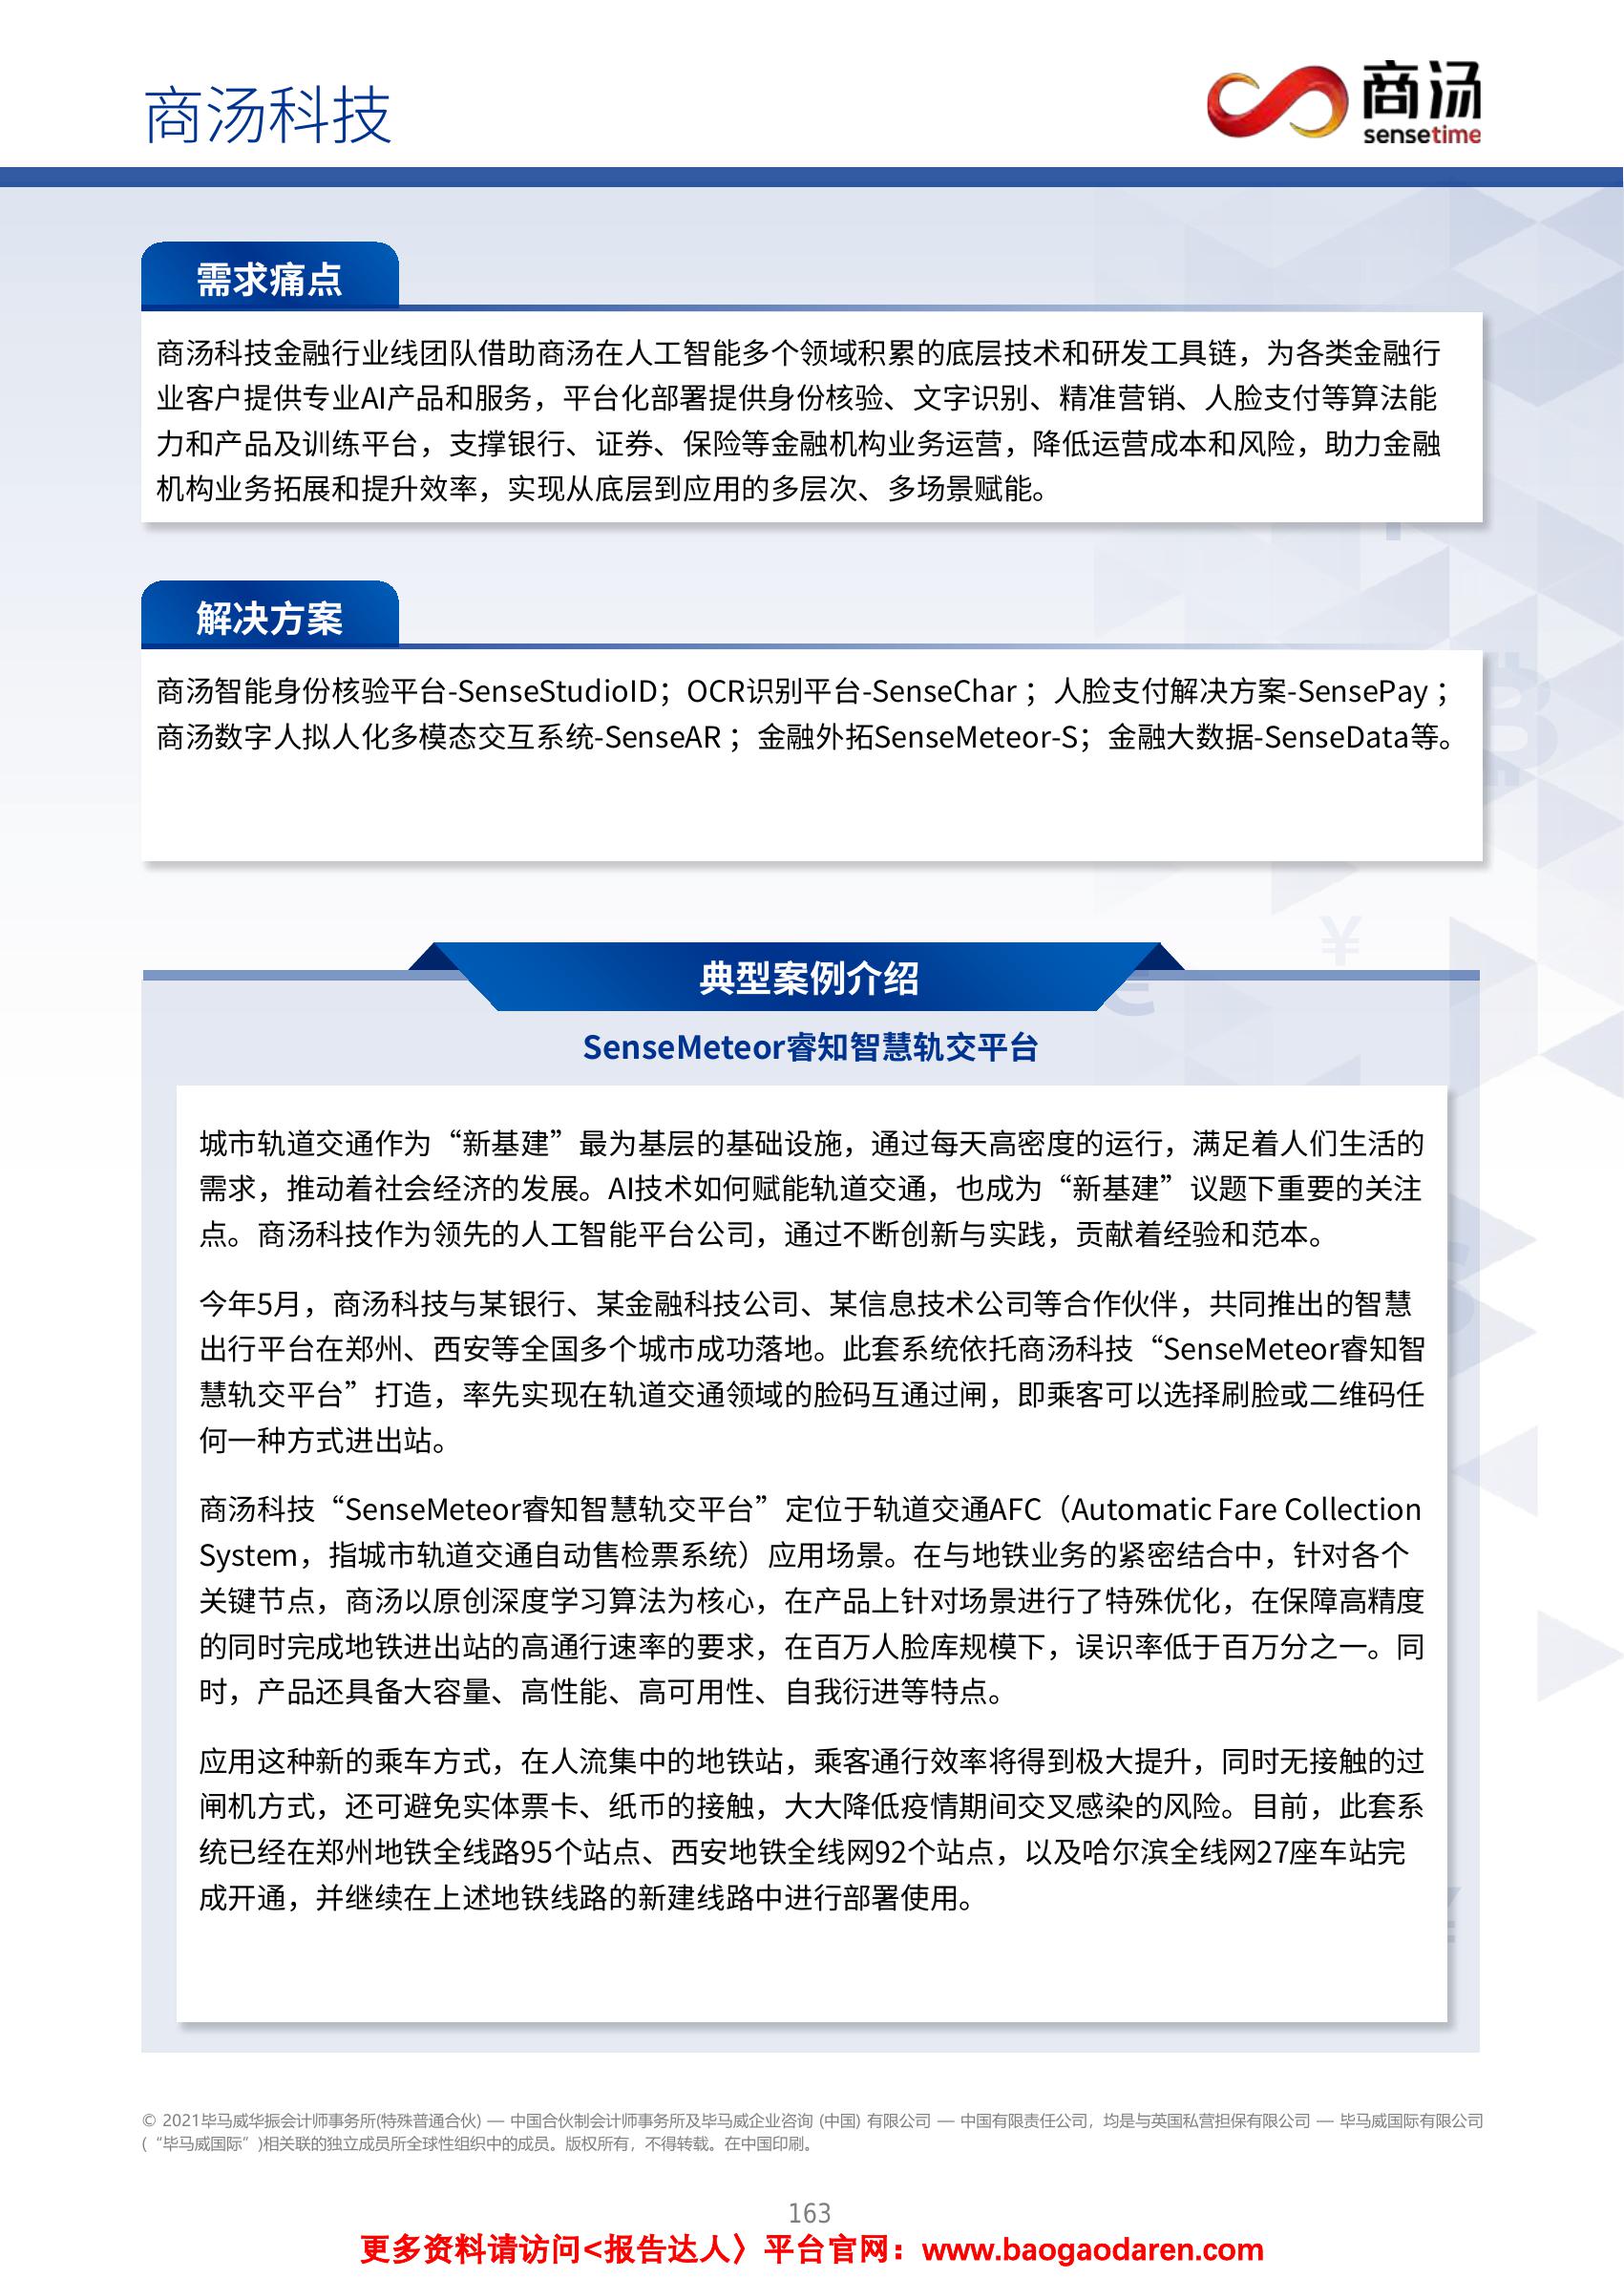 商汤科技
商汤
sensetime
需求痛点
商汤科技金融行业线团队借助商汤在人工智能多个领域积累的底层技术和研发工具链，为各类金融行
业客户提供专业AI产品和服务，平台化部署提供身份核验、文字识别、精准营销、人脸支付等算法能
力和产品及训练平台，支撑银行、证券、保险等金融机构业务运营，降低运营成本和风险，助力金融
机构业务拓展和提升效率，实现从底层到应用的多层次、多场景赋能。
解决方案
商汤智能身份核验平台-SenseStudioID；OCR识别平台-SenseChar ；人脸支付解决方案-SensePay ；
商汤数字人拟人化多模态交互系统-SenseAR ；金融外拓SenseMeteor-S；金融大数据-SenseData等。
典型案例介绍
SenseMeteor睿知智慧轨交平台
城市轨道交通作为“新基建”最为基层的基础设施，通过每天高密度的运行，满足着人们生活的
需求，推动着社会经济的发展。AI技术如何赋能轨道交通，也成为“新基建”议题下重要的关注
点。商汤科技作为领先的人工智能平台公司，通过不断创新与实践，贡献着经验和范本。
今年5月，商汤科技与某银行、某金融科技公司、某信息技术公司等合作伙伴，共同推出的智慧
出行平台在郑州、西安等全国多个城市成功落地。此套系统依托商汤科技“SenseMeteor睿知智
慧轨交平台”打造，率先实现在轨道交通领域的脸码互通过闸，即乘客可以选择刷脸或二维码任
何一种方式进出站。
商汤科技“SenseMeteor睿知智慧轨交平台”定位于轨道交通AFC（Automatic Fare Collection
System，指城市轨道交通自动售检票系统）应用场景。在与地铁业务的紧密结合中，针对各个
关键节点，商汤以原创深度学习算法为核心，在产品上针对场景进行了特殊优化，在保障高精度
的同时完成地铁进出站的高通行速率的要求，在百万人脸库规模下，误识率低于百万分之一。同
时，产品还具备大容量、高性能、高可用性、自我衍进等特点。
应用这种新的乘车方式，在人流集中的地铁站，乘客通行效率将得到极大提升，同时无接触的过
闸机方式，还可避免实体票卡、纸币的接触，大大降低疫情期间交叉感染的风险。目前，此套系
统已经在郑州地铁全线路95个站点、西安地铁全线网92个站点，以及哈尔滨全线网27座车站完
成开通，并继续在上述地铁线路的新建线路中进行部署使用。
© 2021毕马威华振会计师事务所(特殊普通合伙) — 中国合伙制会计师事务所及毕马威企业咨询 (中国) 有限公司 — 中国有限责任公司，均是与英国私营担保有限公司 — 毕马威国际有限公司
(“毕马威国际”)相关联的独立成员所全球性组织中的成员。版权所有，不得转载。在中国印刷。
163
更多资料请访问<报告达人〉平台官网：www.baogaodaren.com